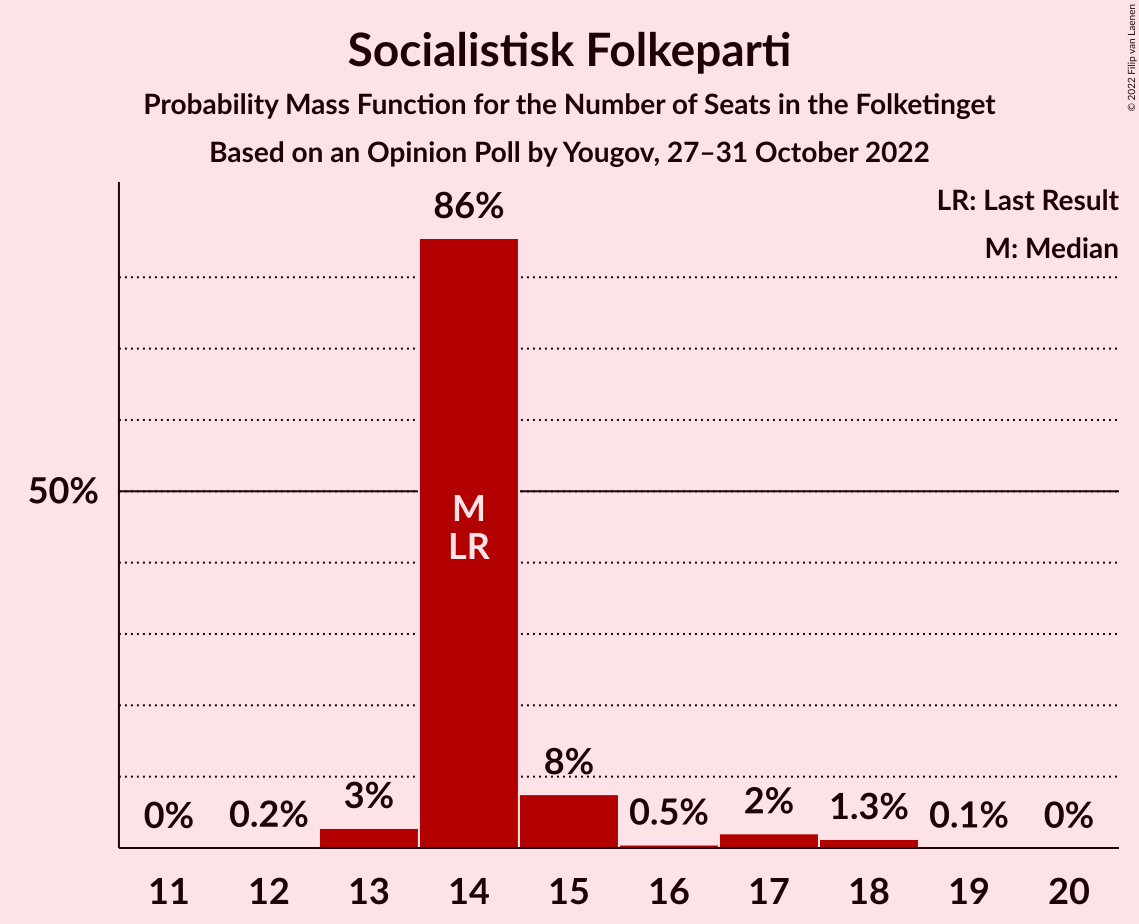 © 2022 Filip van Laenen
Socialistisk Folkeparti
Probability Mass Function for the Number of Seats in the Folketinget
Based on an Opinion Poll by Yougov, 27–31 October 2022
LR: Last Result
M: Median
50%
86%
M
LR
0%
0.2%
3%
8%
0.5%
2%
1.3%
0.1%
0%
11 12 13 14 15 16 17 18 19 20